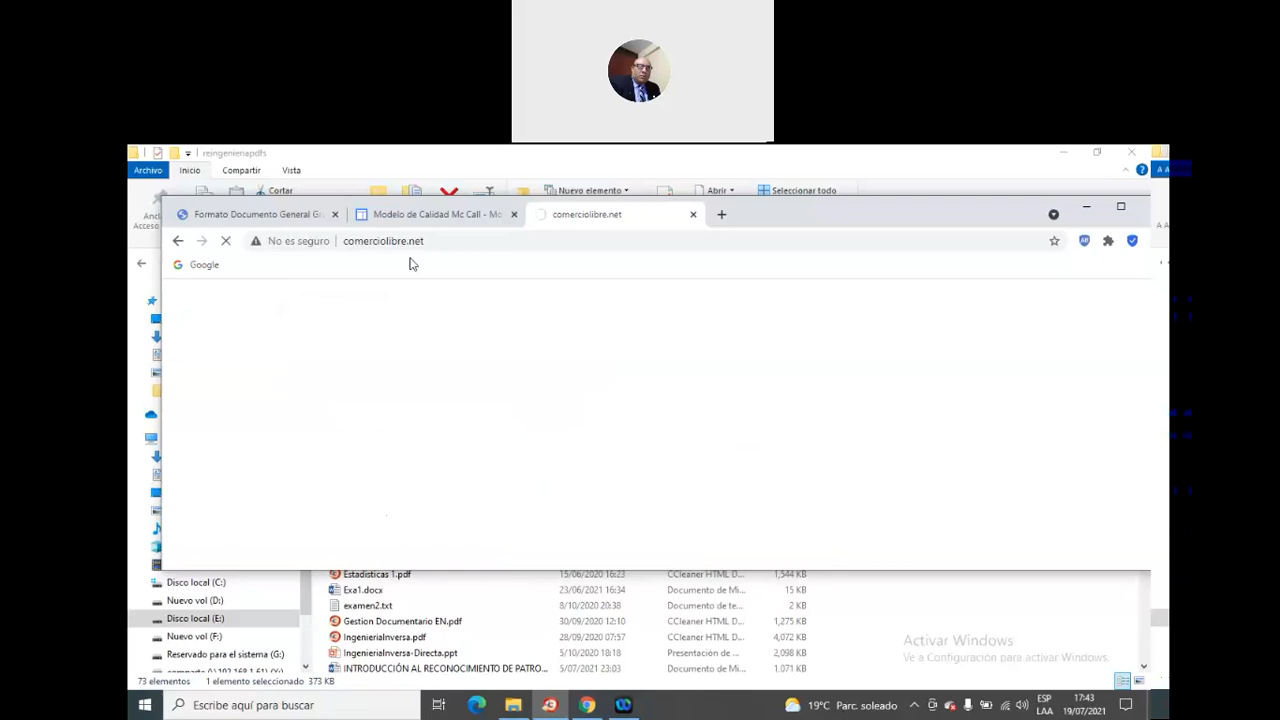 reingenieriapdfs
Archivo Inicio Compartir Vista
Cortar Nuevo elemento Abrir Seleccionar todo
Formato Documento General Gr Modelo de Calidad Mc Call - Mo comerciolibre.net
No es seguro comerciolibre.net
Google
Estadisticas 1.pdf 15/06/2020 16:23 CCleaner HTML D... 1,544 KB
Disco local (C:)
Exa1.docx 23/06/2021 16:34 Documento de Mi... 15 KB
Nuevo vol (D:)
examen2.txt 8/10/2020 20:38 Documento de te... 2 KB
Disco local (E:)
Gestion Documentario EN.pdf 30/09/2020 12:10 CCleaner HTML D... 1,275 KB
Nuevo vol (F:)
IngenieriaInversa.pdf 28/09/2020 07:57 CCleaner HTML D... 4,072 KB
Activar Windows
Reservado para el sistema (G:)
IngenieriaInversa-Directa.ppt 5/10/2020 18:18 Presentación de ... 2,098 KB
Ve a Configuración para activar Windows.
INTRODUCCIÓN AL RECONOCIMIENTO DE PATRO... 5/07/2021 23:03 Documento de Mi... 1.071 KB
73 elementos 1 elemento seleccionado 373 KB
Escribe aquí para buscar
19°C Parc. soleado
ESP
LAA
17:43
19/07/2021